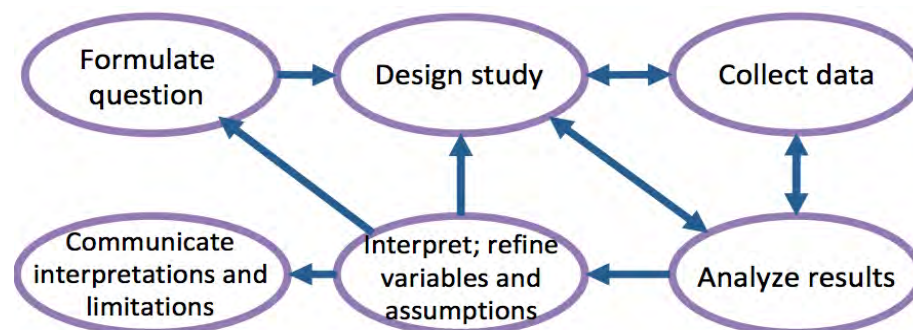 Formulate
question
Design study
Collect data
Communicate
interpretations and
limitations
Interpret; refine
variables and
assumptions
Analyze results